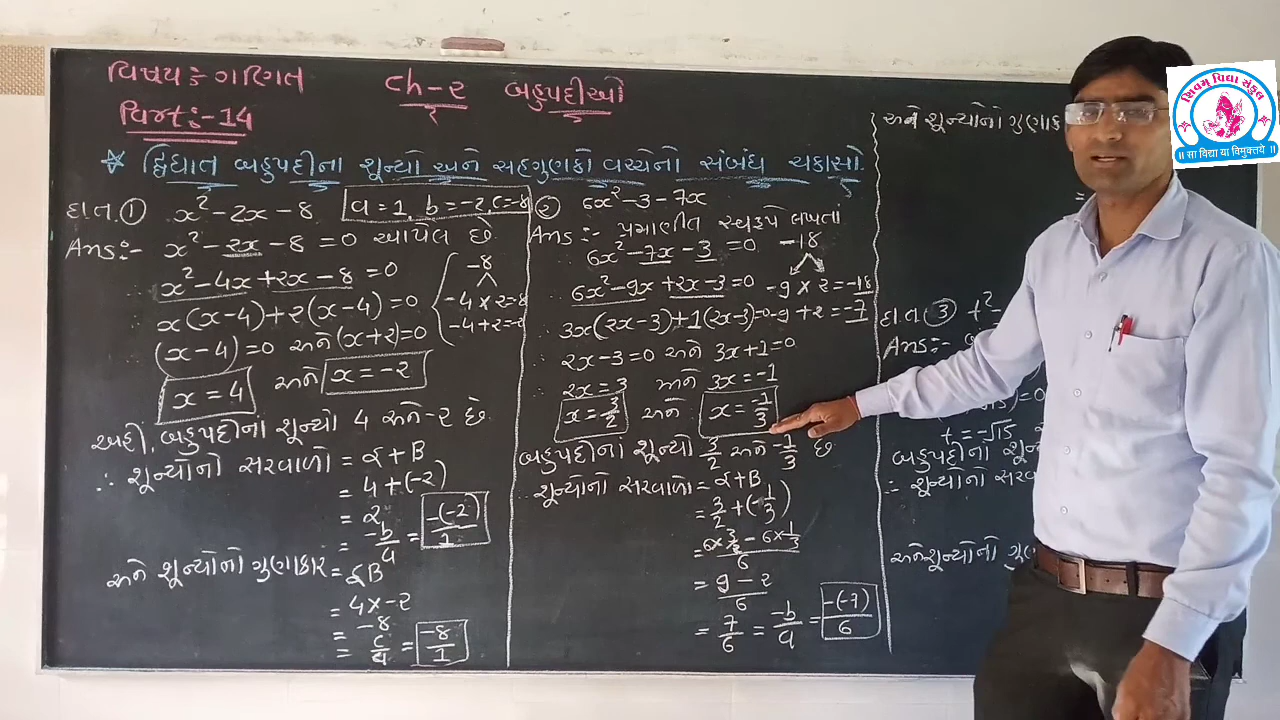 વિષય :- ગણિત
Ch-૨ બહુપદીઓ
વિડિયો :- 14
* દ્વિઘાત બહુપદીના શૂન્યો અને સહગુણકો વચ્ચેનો સંબંધ ચકાસો.
દા.ત. ① x² - 2x - 8
a = 1, b = -2, c = -8
Ans :- x² - 2x - 8 = 0 આપેલ છે.
∴ x² - 4x + 2x - 8 = 0
∴ x(x-4) + 2(x-4) = 0
∴ (x-4) = 0 અને (x+2) = 0
x = 4 અને x = -2
-8
-4 × 2 = -8
-4 + 2 = -2
અહી, બહુપદીનાં શૂન્યો 4 અને -2 છે.
∴ શૂન્યોનો સરવાળો = α + β
= 4 + (-2)
= 2
= -b/a = -(-2)/1
અને શૂન્યોનો ગુણાકાર = αβ
= 4 × -2
= -8
= c/a = -8/1
② 6x² - 3 - 7x
Ans :- પ્રમાણીત સ્વરૂપે લખતાં
∴ 6x² - 7x - 3 = 0
∴ 6x² - 9x + 2x - 3 = 0
∴ 3x(2x-3) + 1(2x-3) = 0
∴ 2x - 3 = 0 અને 3x + 1 = 0
∴ 2x = 3 અને 3x = -1
∴ x = 3/2 અને x = -1/3
-18
-9 × 2 = -18
-9 + 2 = -7
બહુપદીનાં શૂન્યો 3/2 અને -1/3 છે
શૂન્યોનો સરવાળો = α + β
= 3/2 + (-1/3)
= 6×3/2 - 6×1/3 / 6
= 9 - 2 / 6
= 7/6 = -b/a = -(-7)/6
અને શૂન્યોનો ગુણાક
=
દા.ત. ③ t² -
Ans :-
) = 0
t = -√15
બહુપદીનાં શૂન
∴ શૂન્યોનો સરવા
અને શૂન્યોનો ગુણ
શિવમ્ વિદ્યા સંકુલ
॥ सा विद्या या विमुक्तये ॥